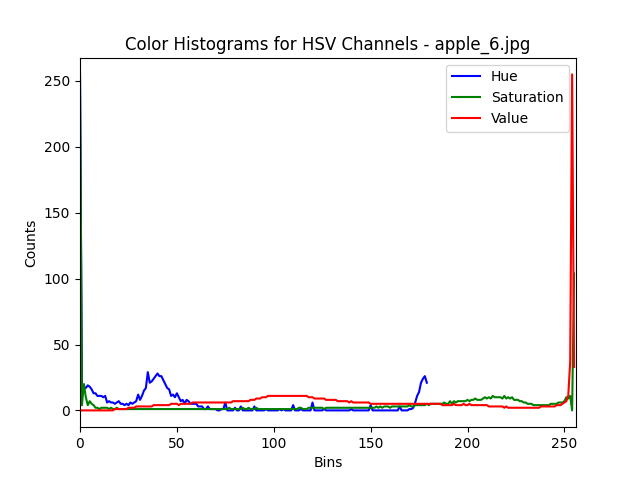 Color Histograms for HSV Channels - apple_6.jpg
Hue
Saturation
Value
Counts
250
200
150
100
50
0
0 50 100 150 200 250
Bins